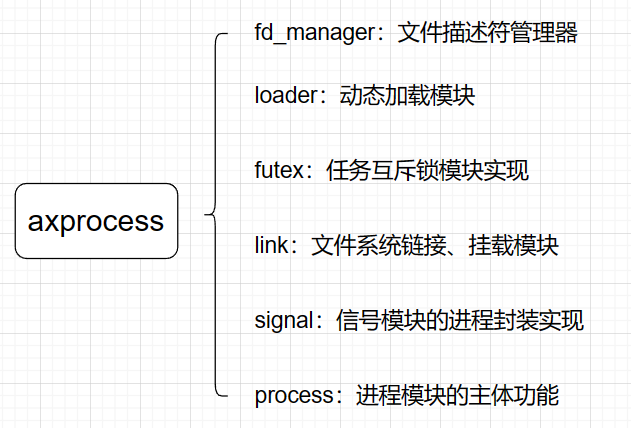 fd_manager：文件描述符管理器
loader：动态加载模块
futex：任务互斥锁模块实现
axprocess
link：文件系统链接、挂载模块
signal：信号模块的进程封装实现
process：进程模块的主体功能